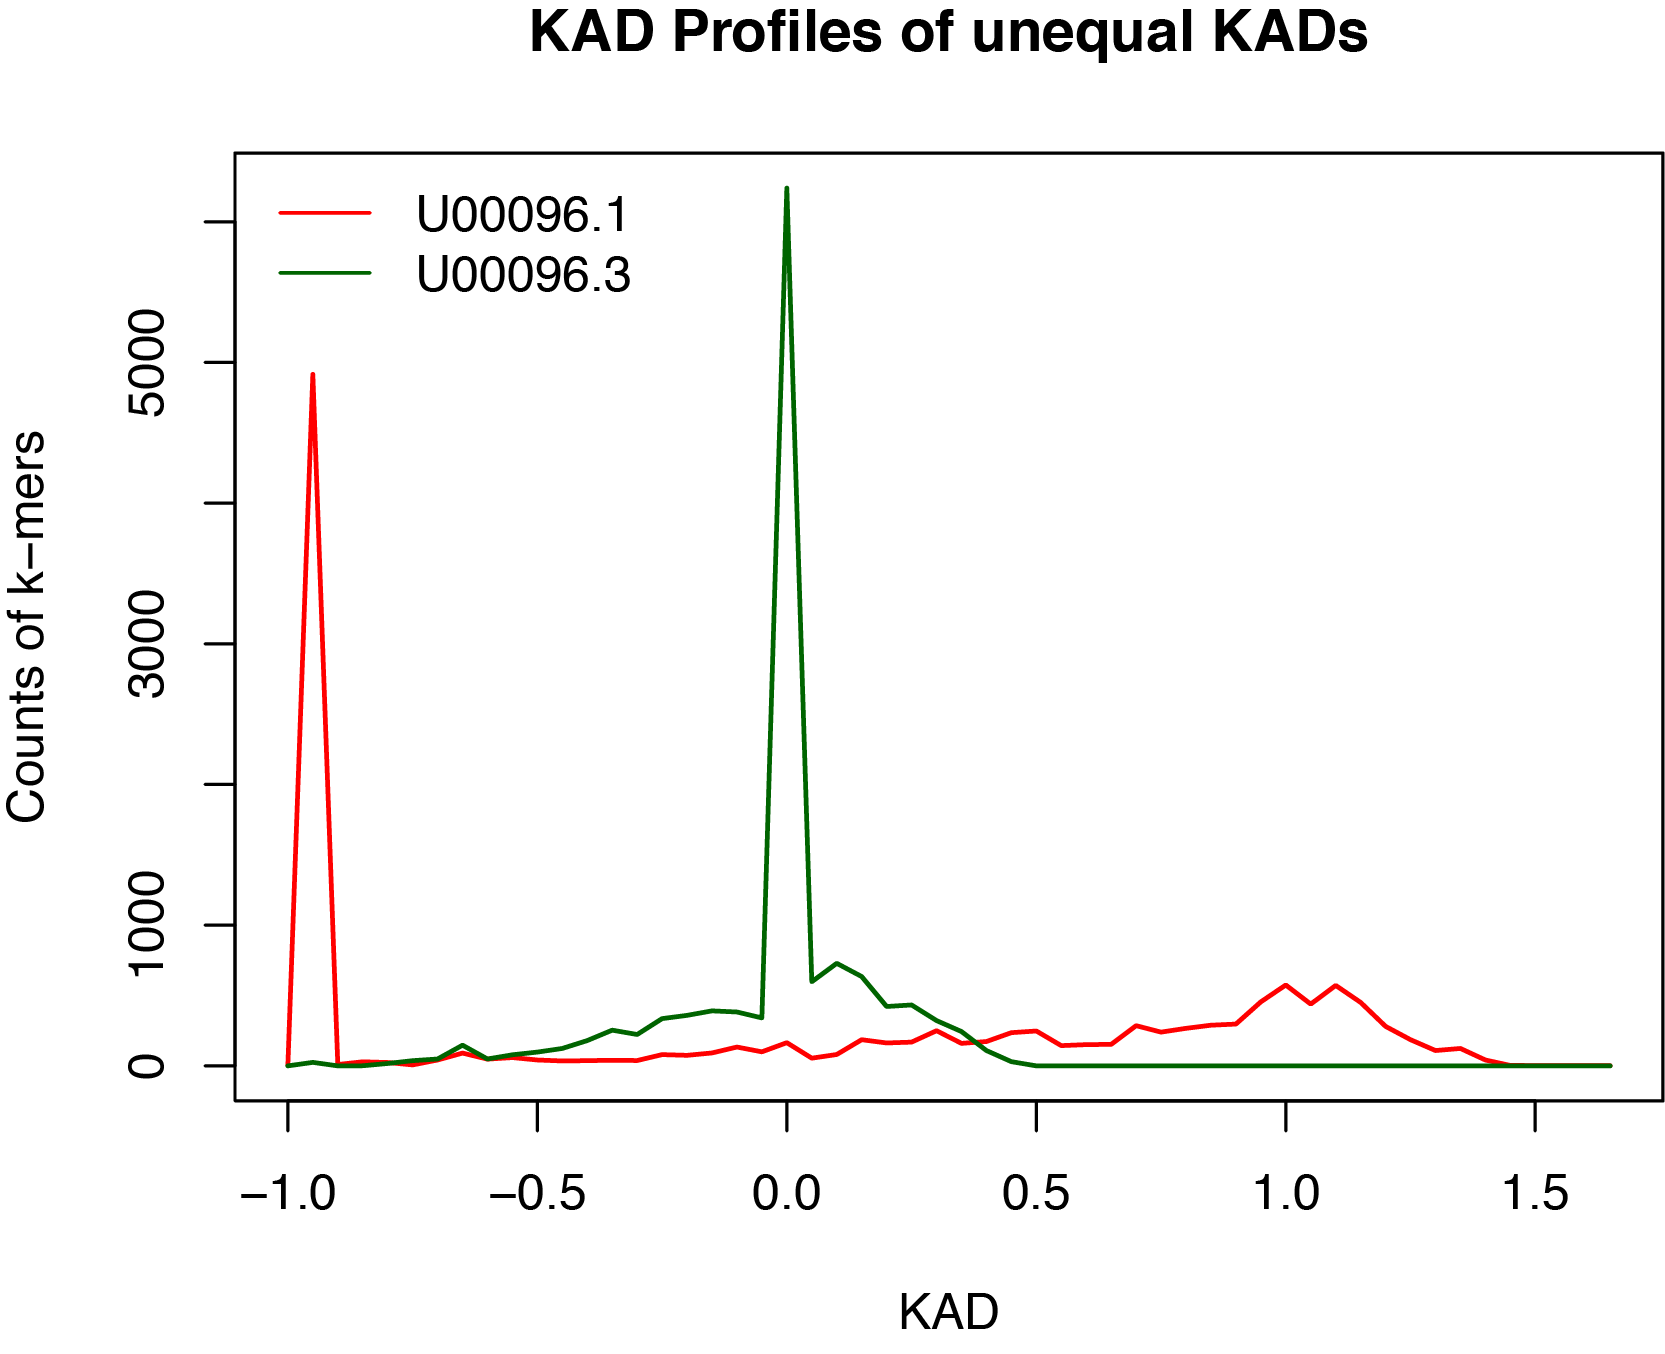 KAD Profiles of unequal KADs
U00096.1
U00096.3
Counts of k−mers
5000
3000
1000
0
−1.0 −0.5 0.0 0.5 1.0 1.5
KAD